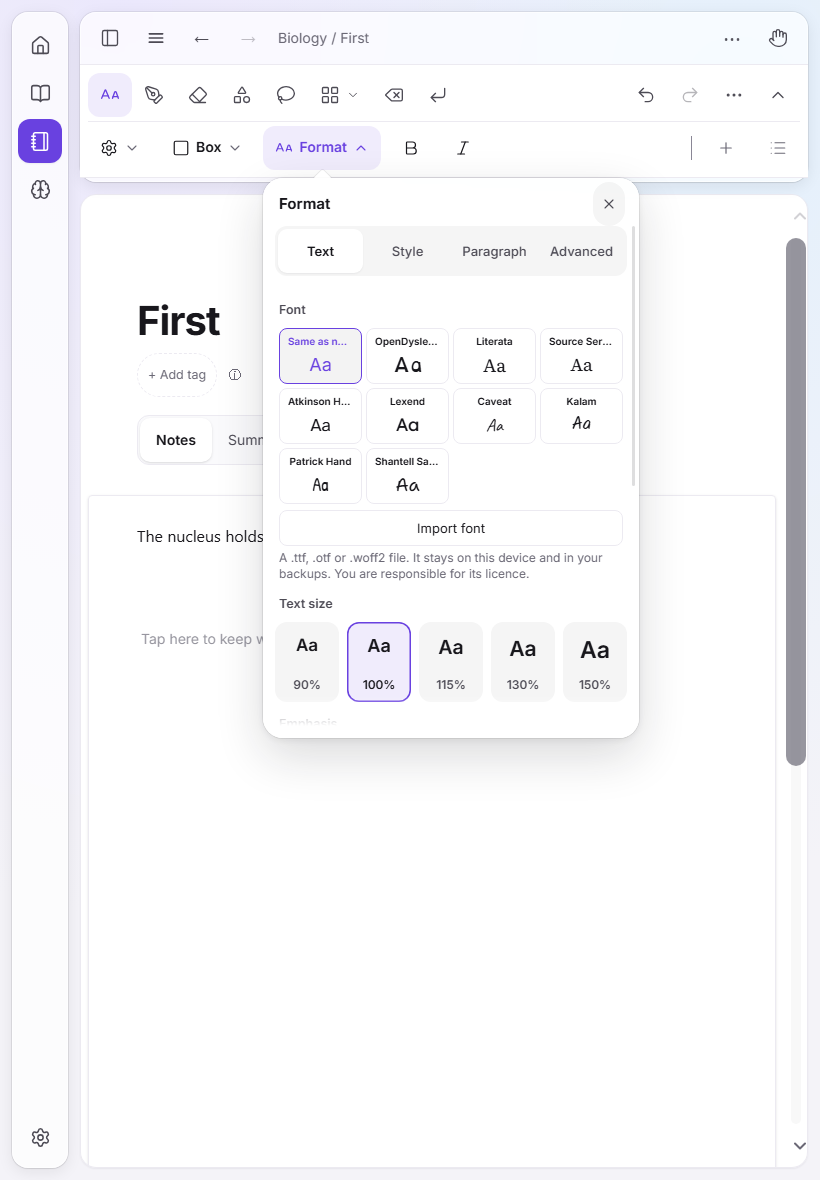 Biology / First
Aa
Box
Aa Format
B
I
Format
Text
Style
Paragraph
Advanced
First
+ Add tag
Notes
Summ
Font
Same as n...
Aa
OpenDysle...
Aa
Literata
Aa
Source Ser...
Aa
Atkinson H...
Aa
Lexend
Aa
Caveat
Aa
Kalam
Aa
Patrick Hand
Aa
Shantell Sa...
Aa
Import font
The nucleus holds
A .ttf, .otf or .woff2 file. It stays on this device and in your
backups. You are responsible for its licence.
Text size
Tap here to keep w
Aa
90%
Aa
100%
Aa
115%
Aa
130%
Aa
150%
Emphasis